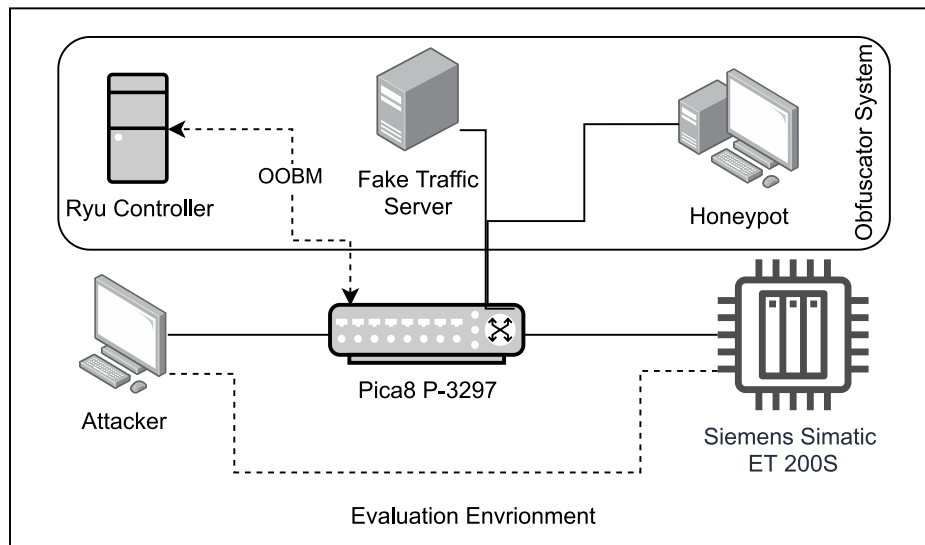 Obfuscator System
OOBM
Ryu Controller
Fake Traffic
Server
Honeypot
Attacker
Pica8 P-3297
Siemens Simatic
ET 200S
Evaluation Envrionment